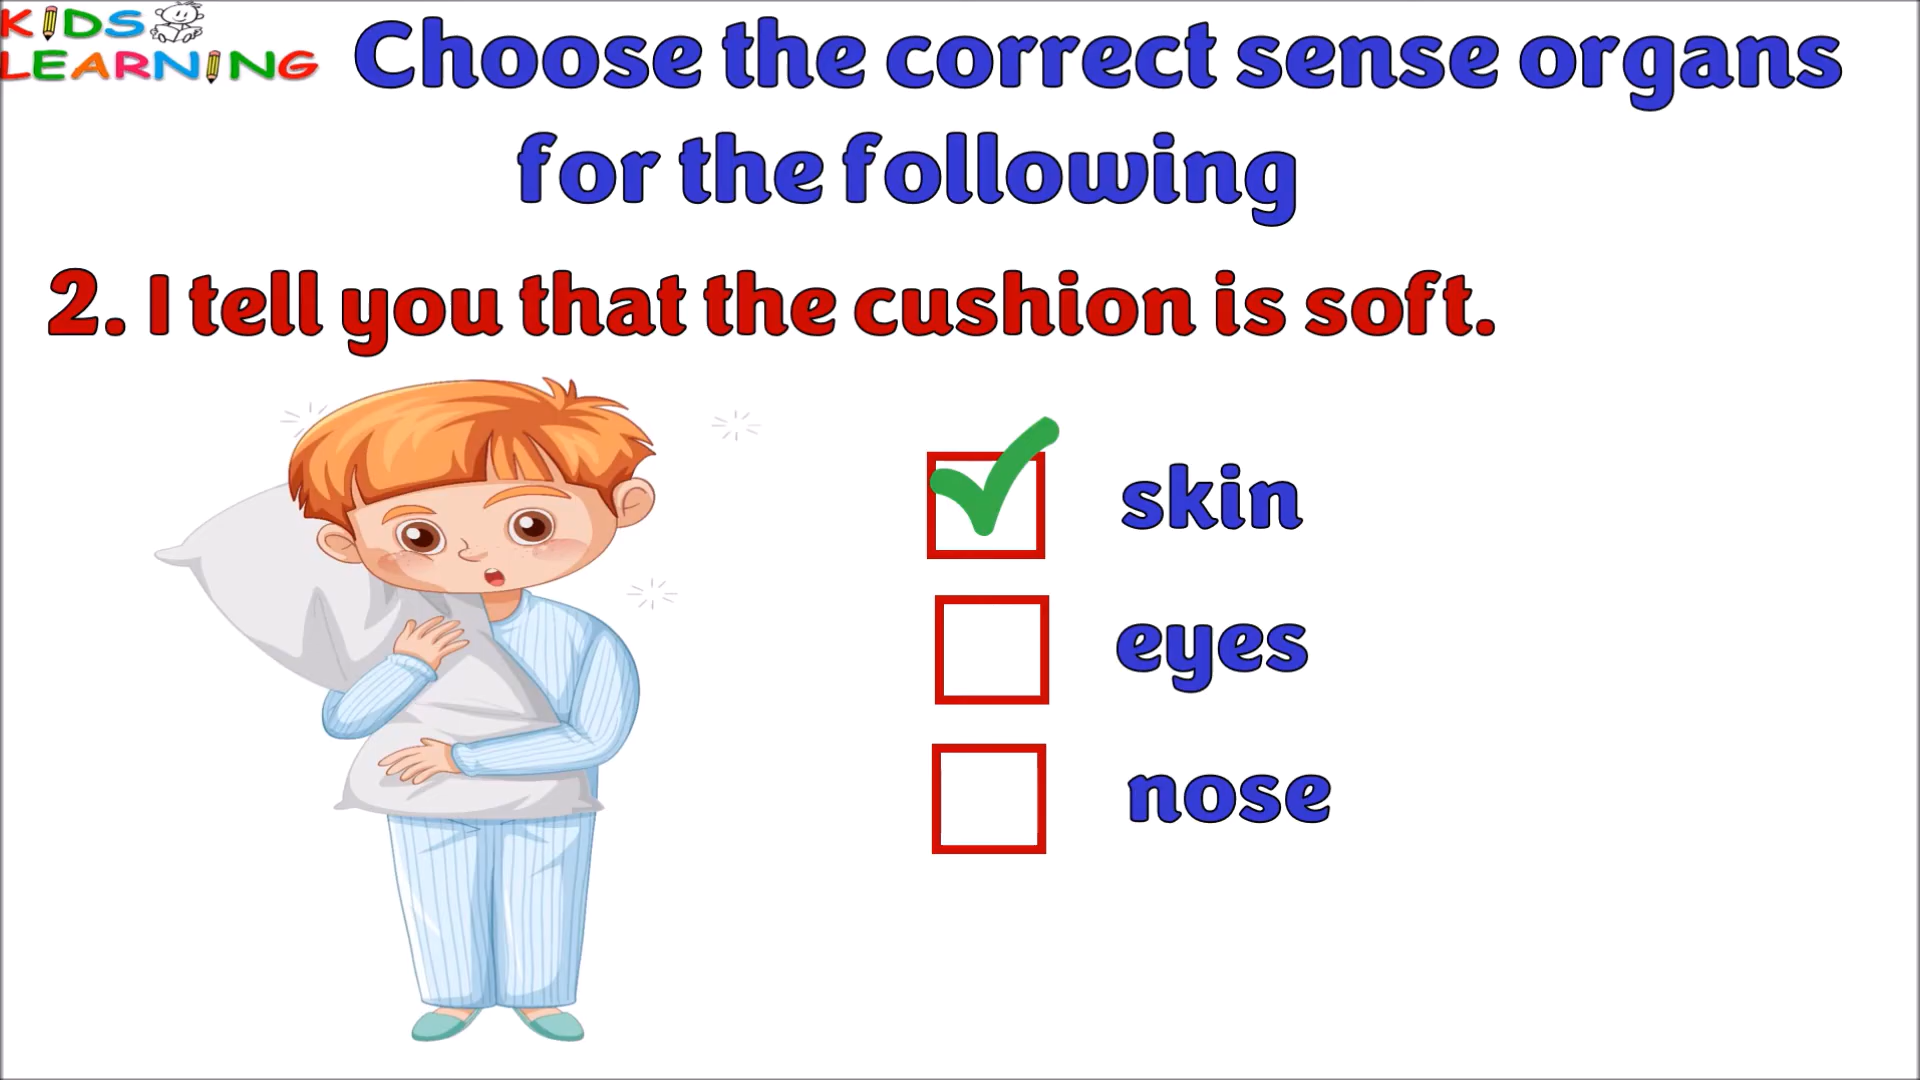 KIDS
LEARNING
Choose the correct sense organs
for the following
2. I tell you that the cushion is soft.
skin
eyes
nose